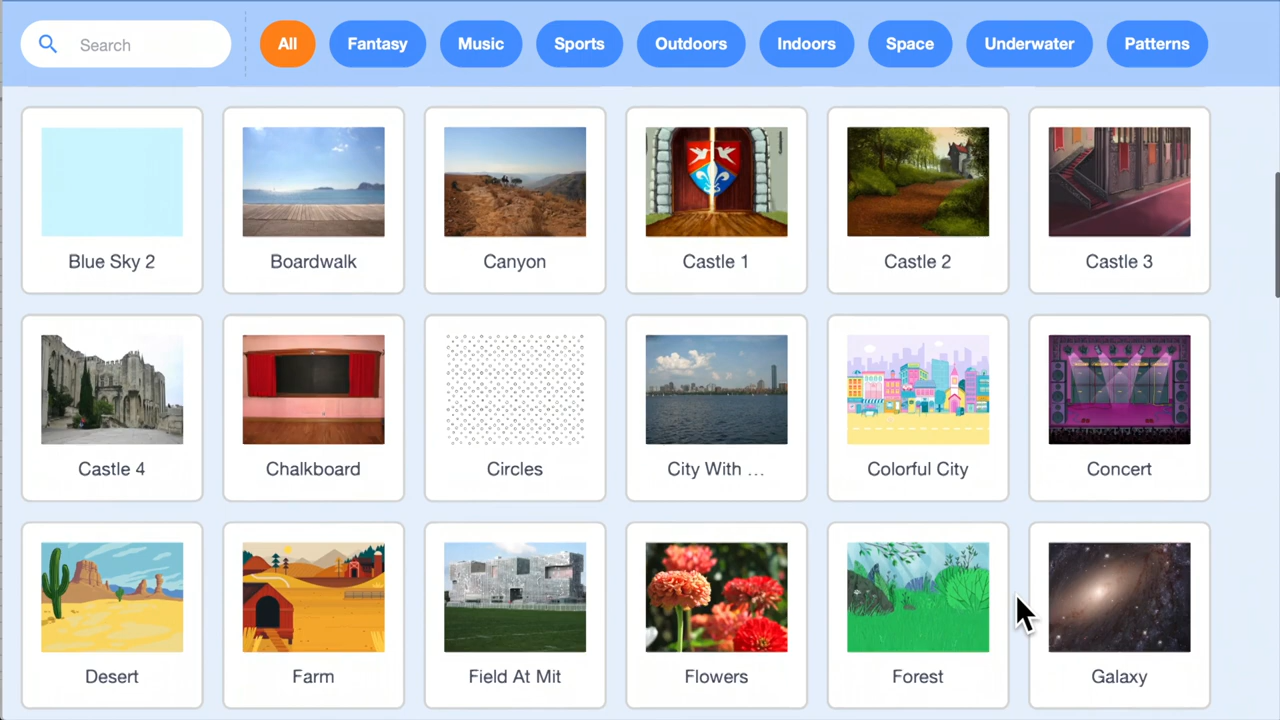 Search
All
Fantasy
Music
Sports
Outdoors
Indoors
Space
Underwater
Patterns
Blue Sky 2
Boardwalk
Canyon
Castle 1
Castle 2
Castle 3
Castle 4
Chalkboard
Circles
City With ...
Colorful City
Concert
Desert
Farm
Field At Mit
Flowers
Forest
Galaxy